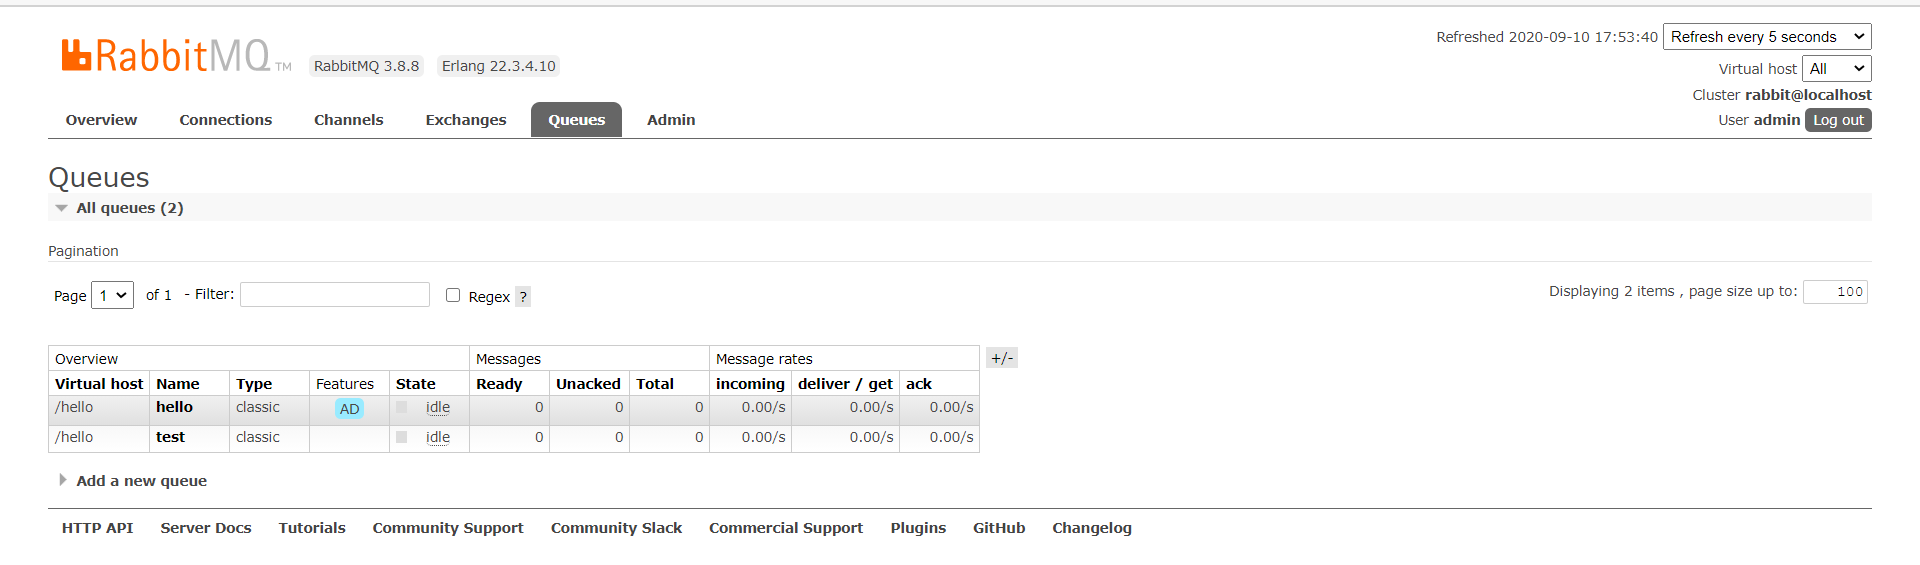 Refreshed 2020-09-10 17:53:40 Refresh every 5 seconds
RabbitMQ TM RabbitMQ 3.8.8 Erlang 22.3.4.10
Virtual host All
Cluster rabbit@localhost
User admin Log out
Overview Connections Channels Exchanges Queues Admin
Queues
All queues (2)
Pagination
Page 1 of 1 - Filter: Regex ? Displaying 2 items , page size up to: 100
Overview Messages Message rates +/-
Virtual host Name Type Features State Ready Unacked Total incoming deliver / get ack
/hello hello classic AD idle 0 0 0 0.00/s 0.00/s 0.00/s
/hello test classic idle 0 0 0 0.00/s 0.00/s 0.00/s
Add a new queue
HTTP API Server Docs Tutorials Community Support Community Slack Commercial Support Plugins GitHub Changelog